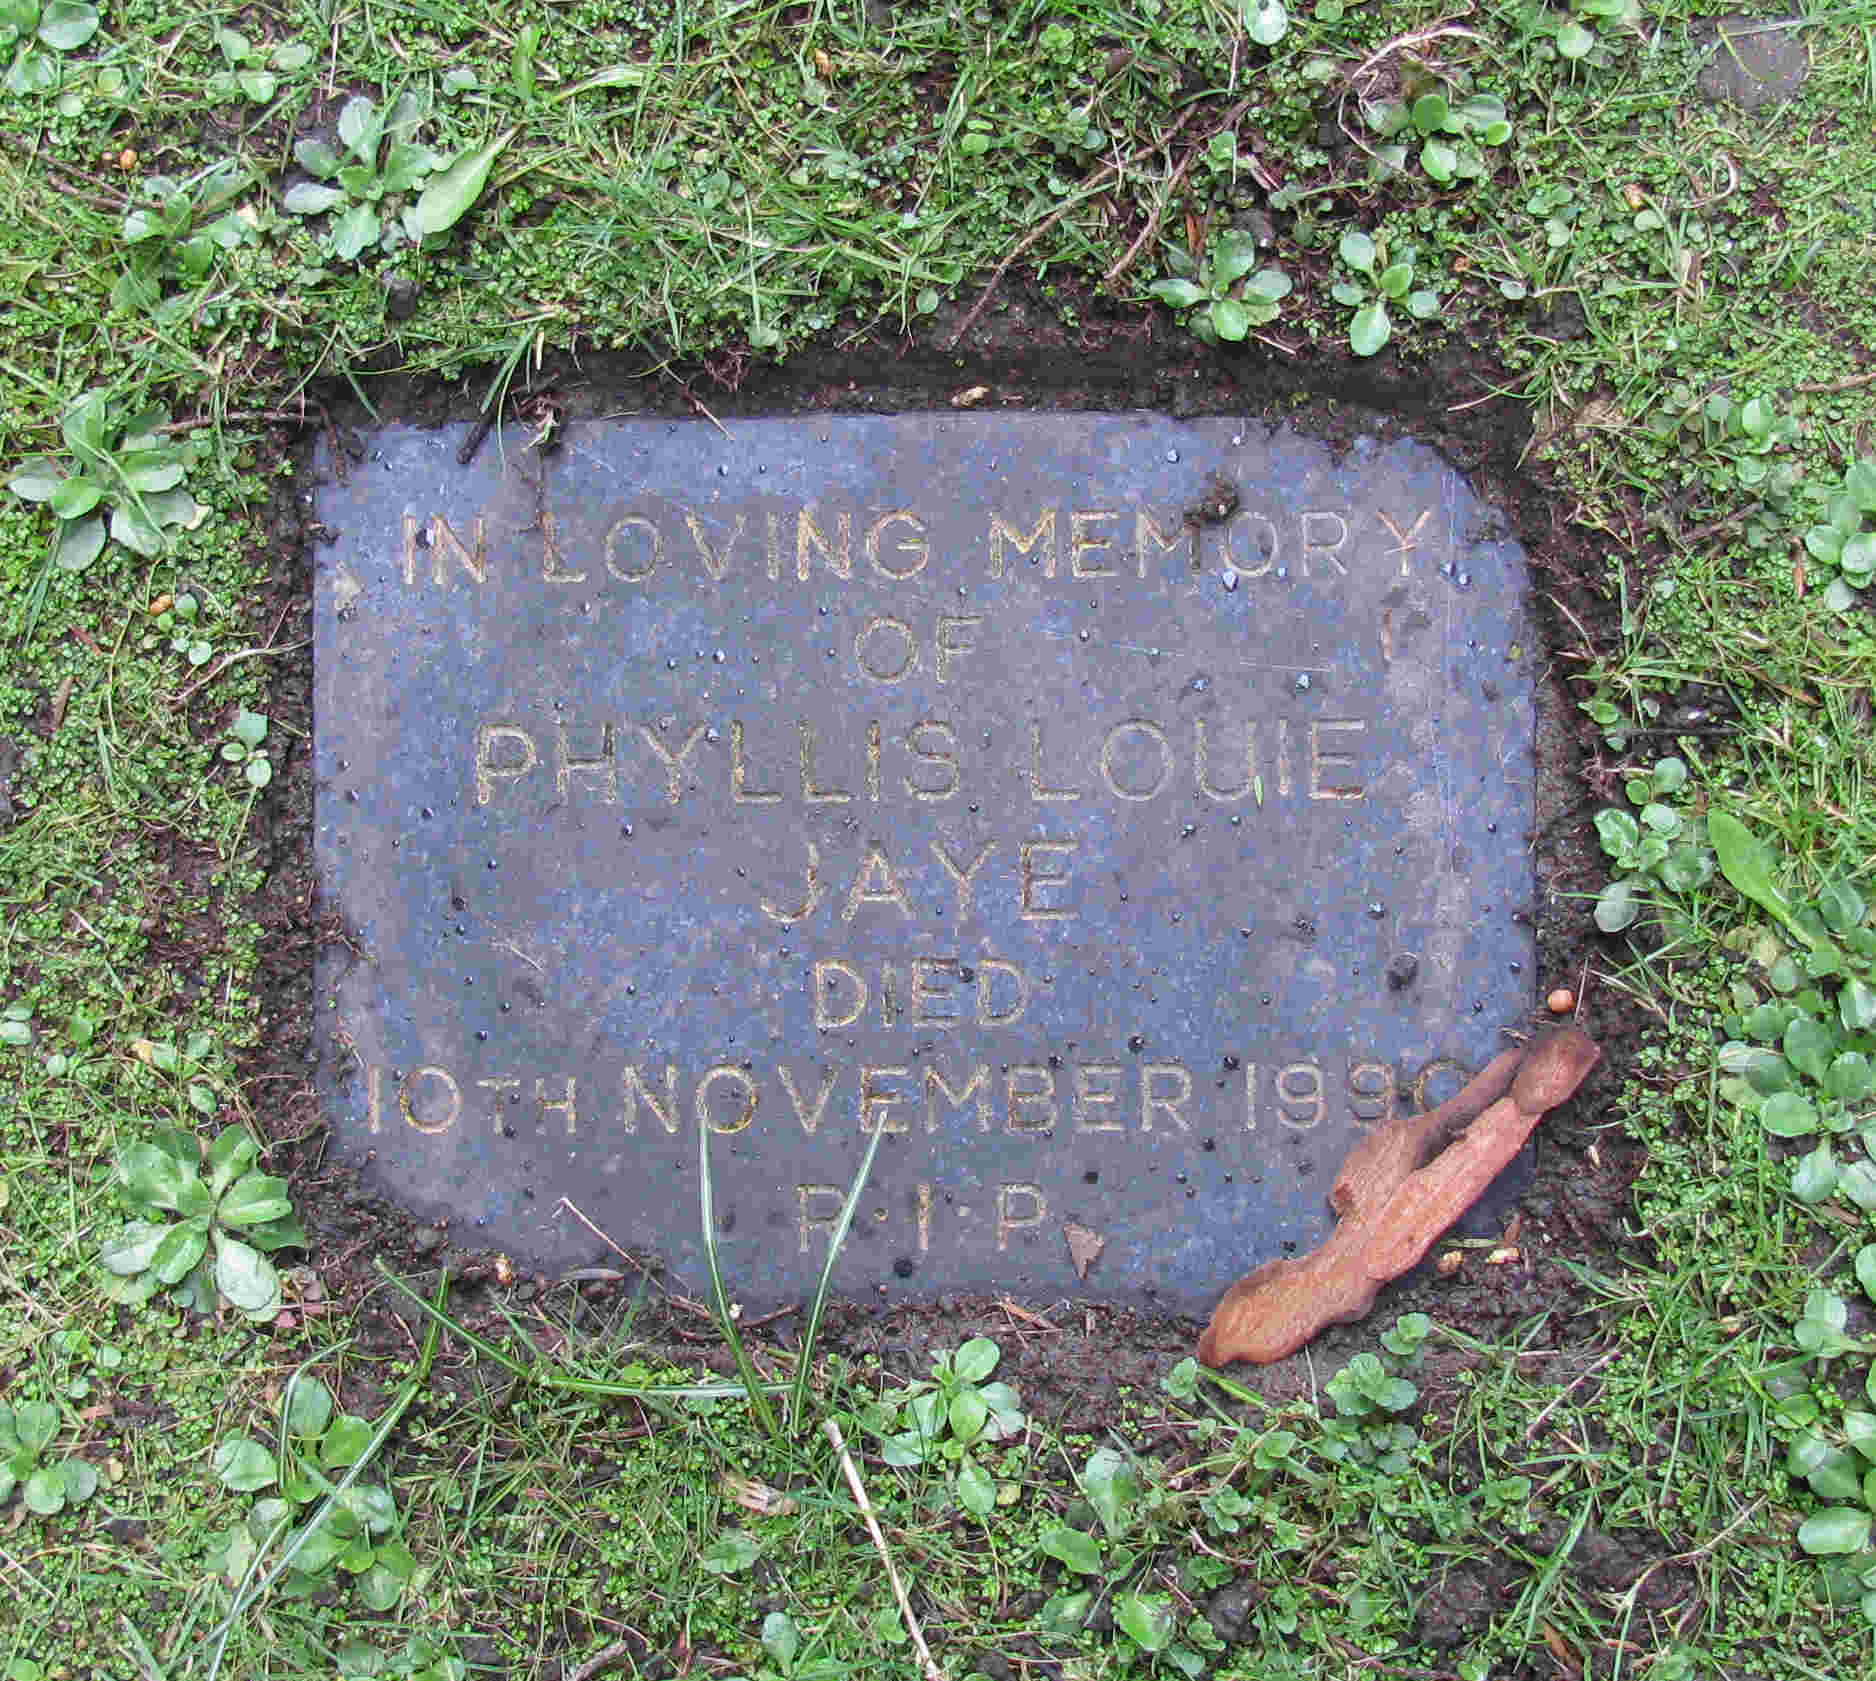 IN LOVING MEMORY
OF
PHYLLIS LOUIE
JAYE
DIED
10TH NOVEMBER 1990
R·I·P